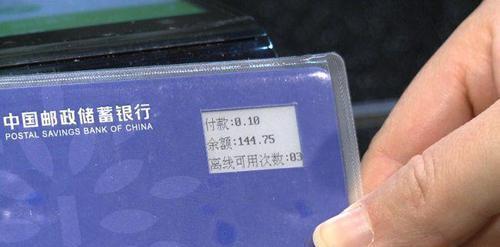 中国邮政储蓄银行
POSTAL SAVINGS BANK OF CHINA
付款:0.10
余额:144.75
离线可用次数:03